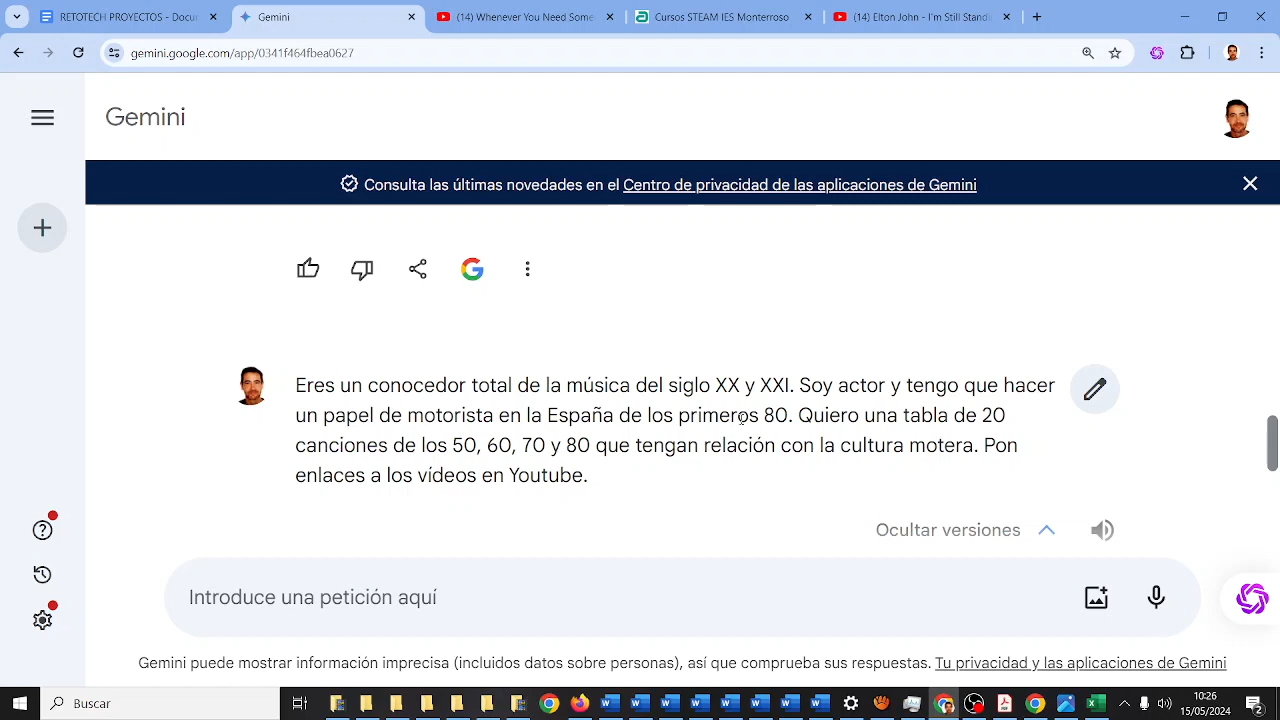 RETOTECH PROYECTOS - Docu
Gemini
(14) Whenever You Need Some
Cursos STEAM IES Monterroso
(14) Elton John - I'm Still Standi
gemini.google.com/app/0341f464fbea0627
Gemini
Consulta las últimas novedades en el Centro de privacidad de las aplicaciones de Gemini
Eres un conocedor total de la música del siglo XX y XXI. Soy actor y tengo que hacer
un papel de motorista en la España de los primeros 80. Quiero una tabla de 20
canciones de los 50, 60, 70 y 80 que tengan relación con la cultura motera. Pon
enlaces a los vídeos en Youtube.
Ocultar versiones
Introduce una petición aquí
Gemini puede mostrar información imprecisa (incluidos datos sobre personas), así que comprueba sus respuestas. Tu privacidad y las aplicaciones de Gemini
Buscar
10:26
15/05/2024
2